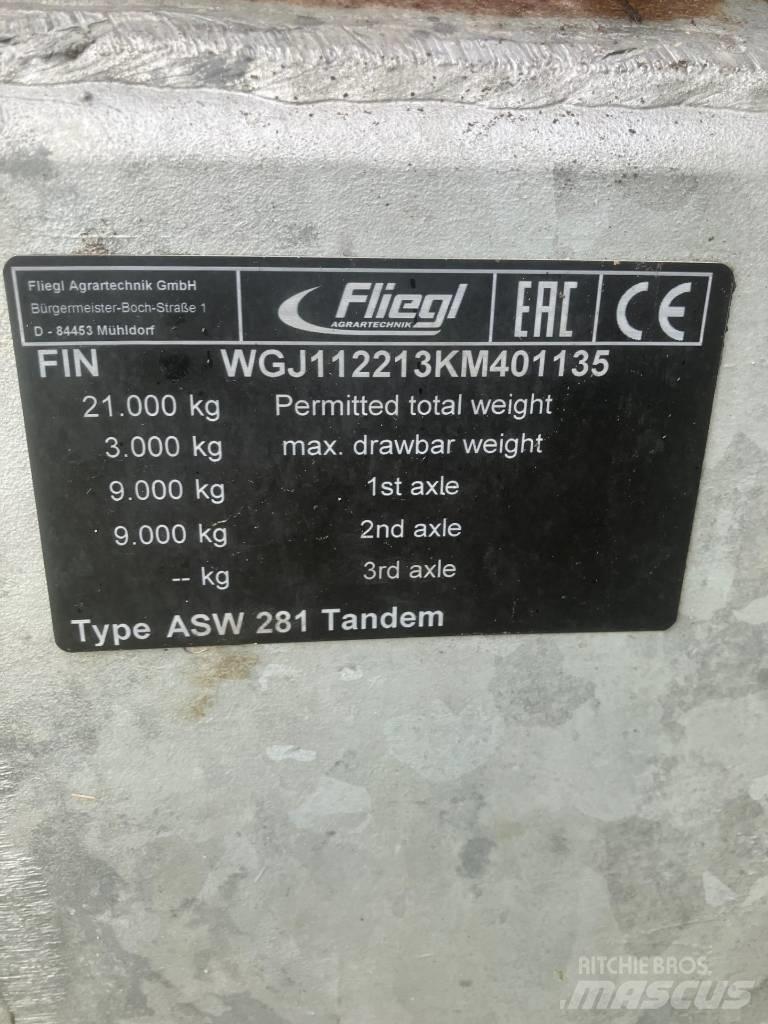 Fliegl Agrartechnik GmbH
Bürgermeister-Boch-Straße 1
D - 84453 Mühldorf
Fliegl
AGRARTECHNIK
EAC
CE
FIN WGJ112213KM401135
21.000 kg Permitted total weight
3.000 kg max. drawbar weight
9.000 kg 1st axle
9.000 kg 2nd axle
-- kg 3rd axle
Type ASW 281 Tandem
RITCHIE BROS.
MASCUS